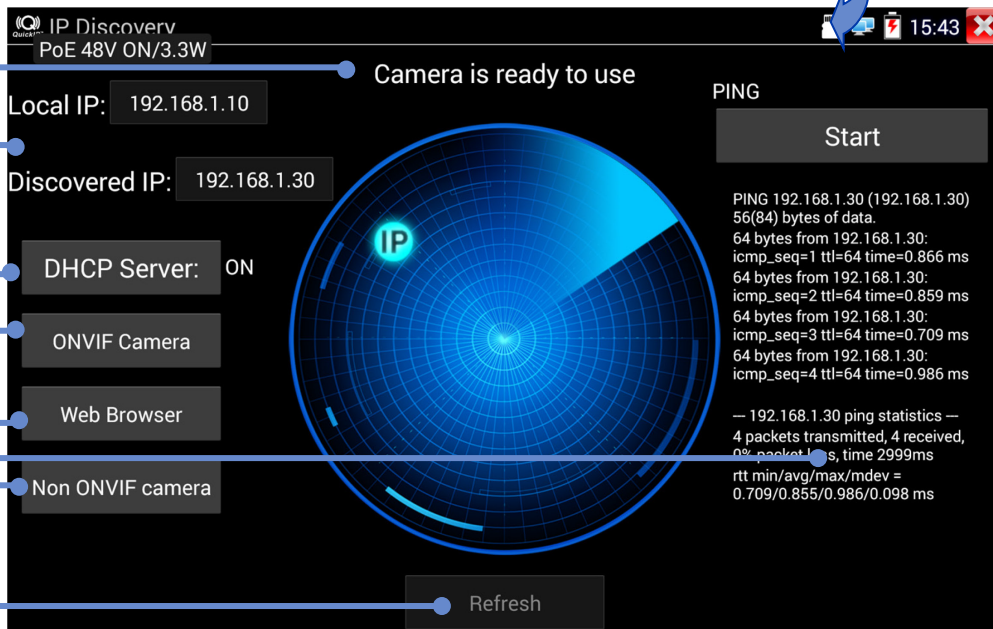 IP Discovery
15:43
PoE 48V ON/3.3W
Camera is ready to use
Local IP: 192.168.1.10
Discovered IP: 192.168.1.30
DHCP Server: ON
ONVIF Camera
Web Browser
Non ONVIF camera
IP
PING
Start
PING 192.168.1.30 (192.168.1.30)
56(84) bytes of data.
64 bytes from 192.168.1.30:
icmp_seq=1 ttl=64 time=0.866 ms
64 bytes from 192.168.1.30:
icmp_seq=2 ttl=64 time=0.859 ms
64 bytes from 192.168.1.30:
icmp_seq=3 ttl=64 time=0.709 ms
64 bytes from 192.168.1.30:
icmp_seq=4 ttl=64 time=0.986 ms
--- 192.168.1.30 ping statistics ---
4 packets transmitted, 4 received,
0% packet loss, time 2999ms
rtt min/avg/max/mdev =
0.709/0.855/0.986/0.098 ms
Refresh